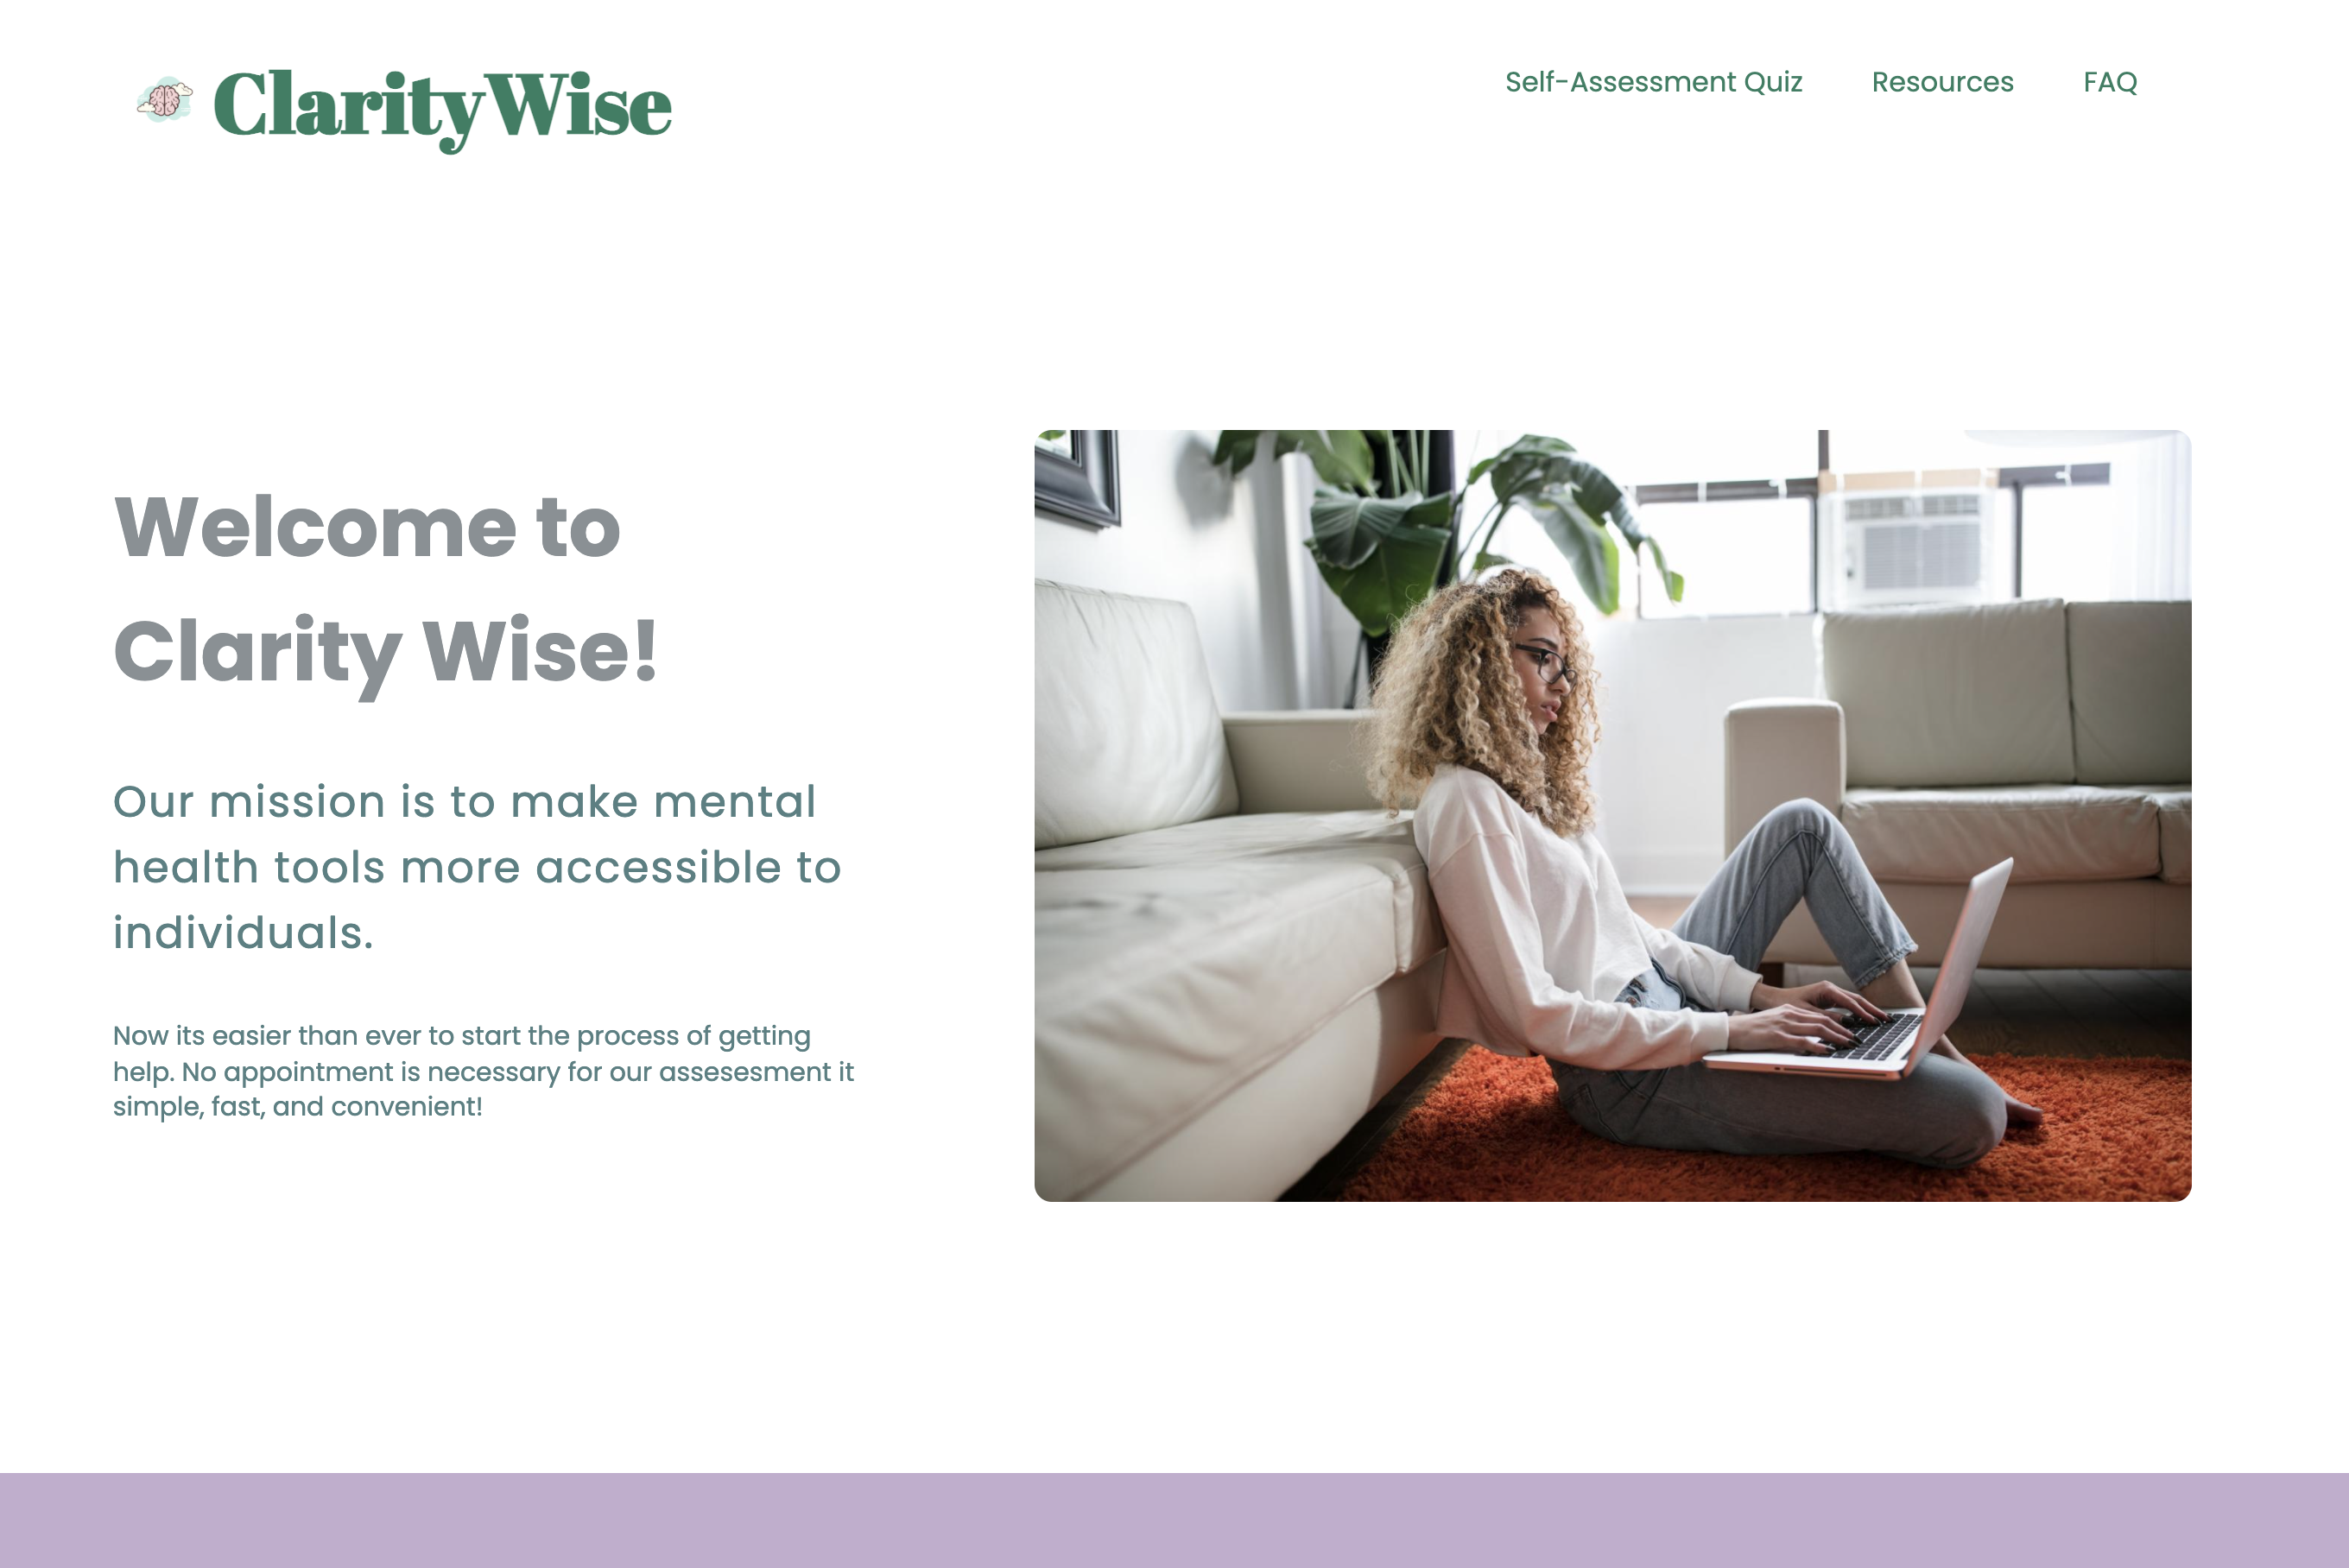 ClarityWise
Self-Assessment Quiz
Resources
FAQ
Welcome to
Clarity Wise!
Our mission is to make mental
health tools more accessible to
individuals.
Now its easier than ever to start the process of getting
help. No appointment is necessary for our assesesment it
simple, fast, and convenient!